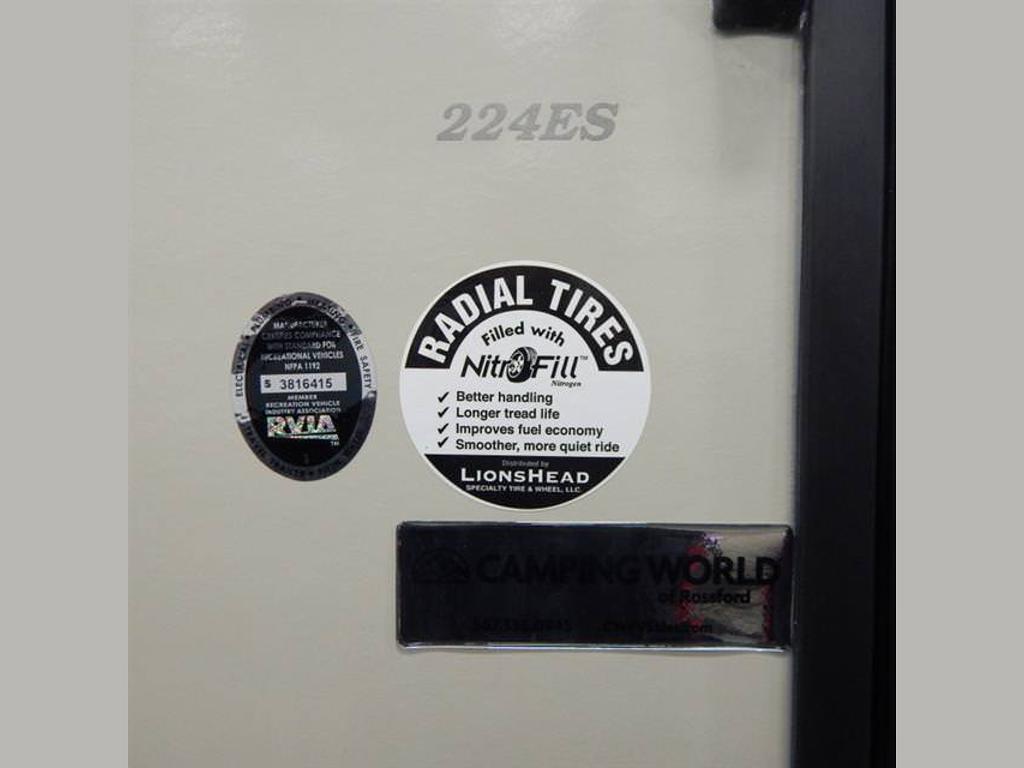 224ES
MANUFACTURER
CERTIFIES COMPLIANCE
WITH STANDARD FOR
RECREATIONAL VEHICLES
NFPA 1192
S 3816415
MEMBER
RECREATION VEHICLE
INDUSTRY ASSOCIATION
RVIA
TM
RADIAL TIRES
Filled with
NitroFill™
Nitrogen
✓ Better handling
✓ Longer tread life
✓ Improves fuel economy
✓ Smoother, more quiet ride
Distributed by
LIONSHEAD
SPECIALTY TIRE & WHEEL, LLC
CAMPING WORLD
of Rossford